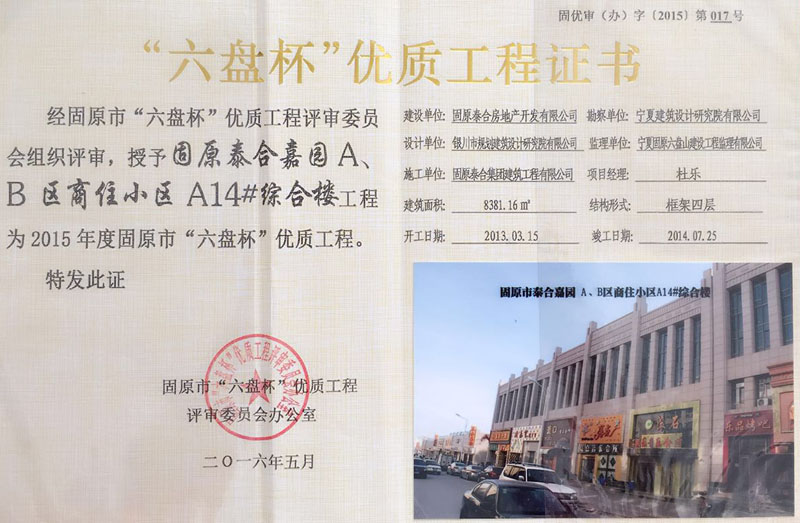 固优审（办）字〔2015〕第 017 号
“六盘杯”优质工程证书
经固原市“六盘杯”优质工程评审委员
会组织评审，授予固原泰合嘉园A、
B区商住小区 A14#综合楼工程
为 2015 年度固原市“六盘杯”优质工程。
特发此证
固原市“六盘杯”优质工程
评审委员会办公室
二〇一六年五月
建设单位: 固原泰合房地产开发有限公司 勘察单位: 宁夏建筑设计研究院有限公司
设计单位: 银川市规划建筑设计研究院有限公司 监理单位: 宁夏固原六盘山建设工程监理有限公司
施工单位: 固原泰合集团建筑工程有限公司 项目经理: 杜乐
建筑面积: 8381.16㎡ 结构形式: 框架四层
开工日期: 2013.03.15 竣工日期: 2014.07.25
固原市泰合嘉园 A、B区商住小区A14#综合楼